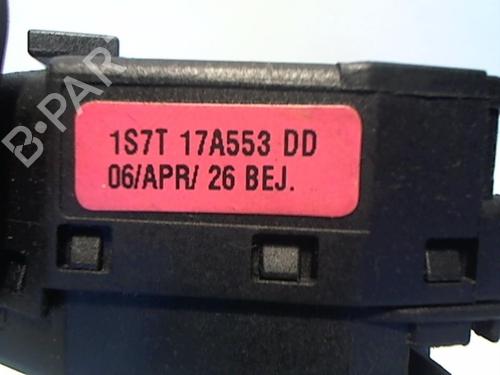 B-PAR
1S7T 17A553 DD
06/APR/ 26 BEJ.